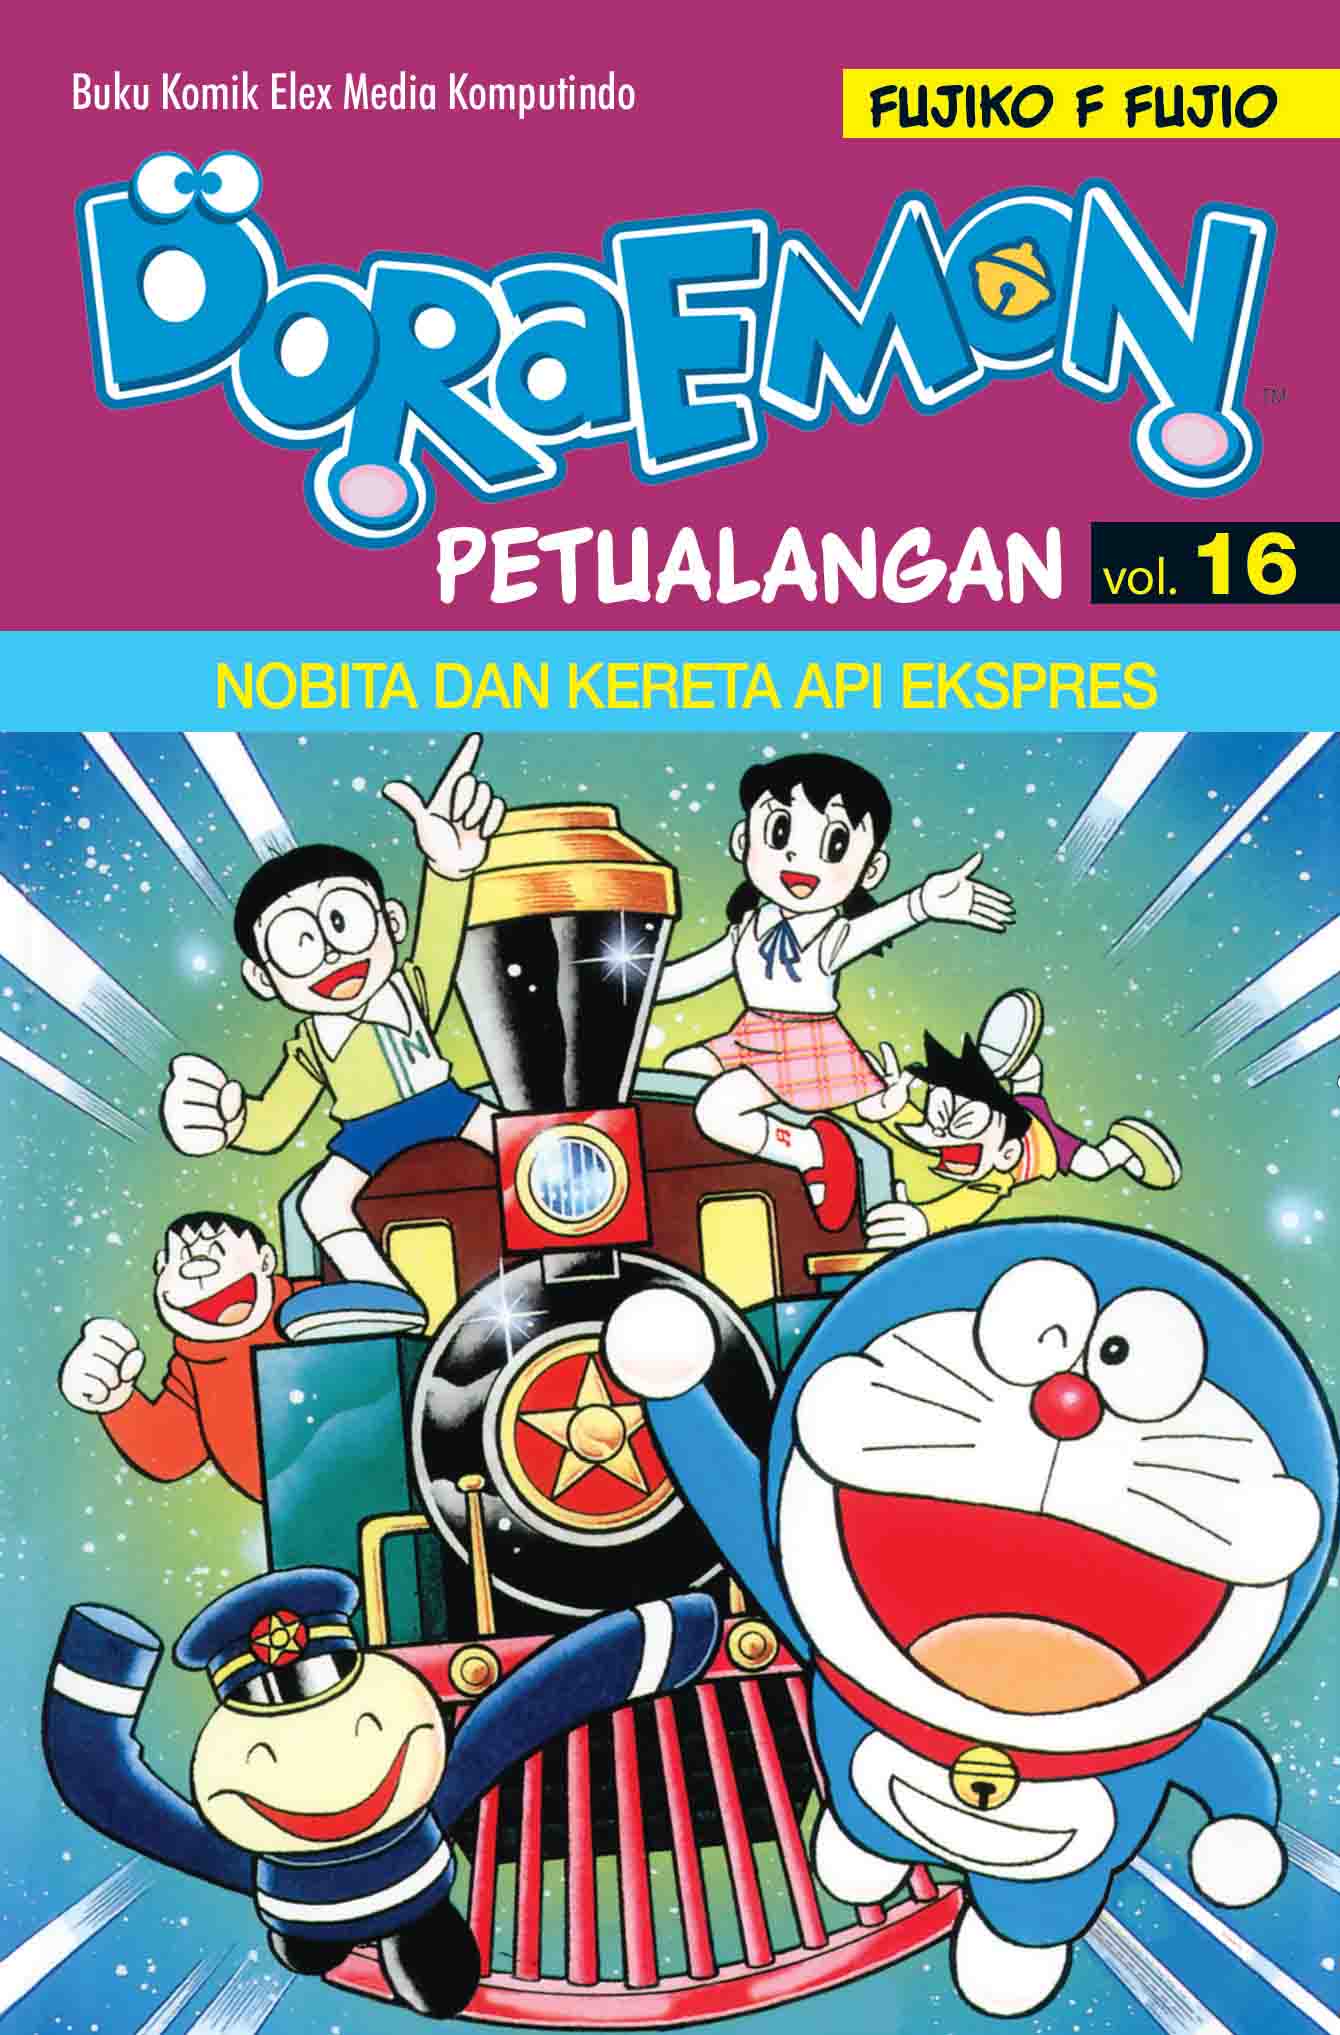 Buku Komik Elex Media Komputindo
FUJIKO F FUJIO
DORAEMON
TM
PETUALANGAN
vol. 16
NOBITA DAN KERETA API EKSPRES
N